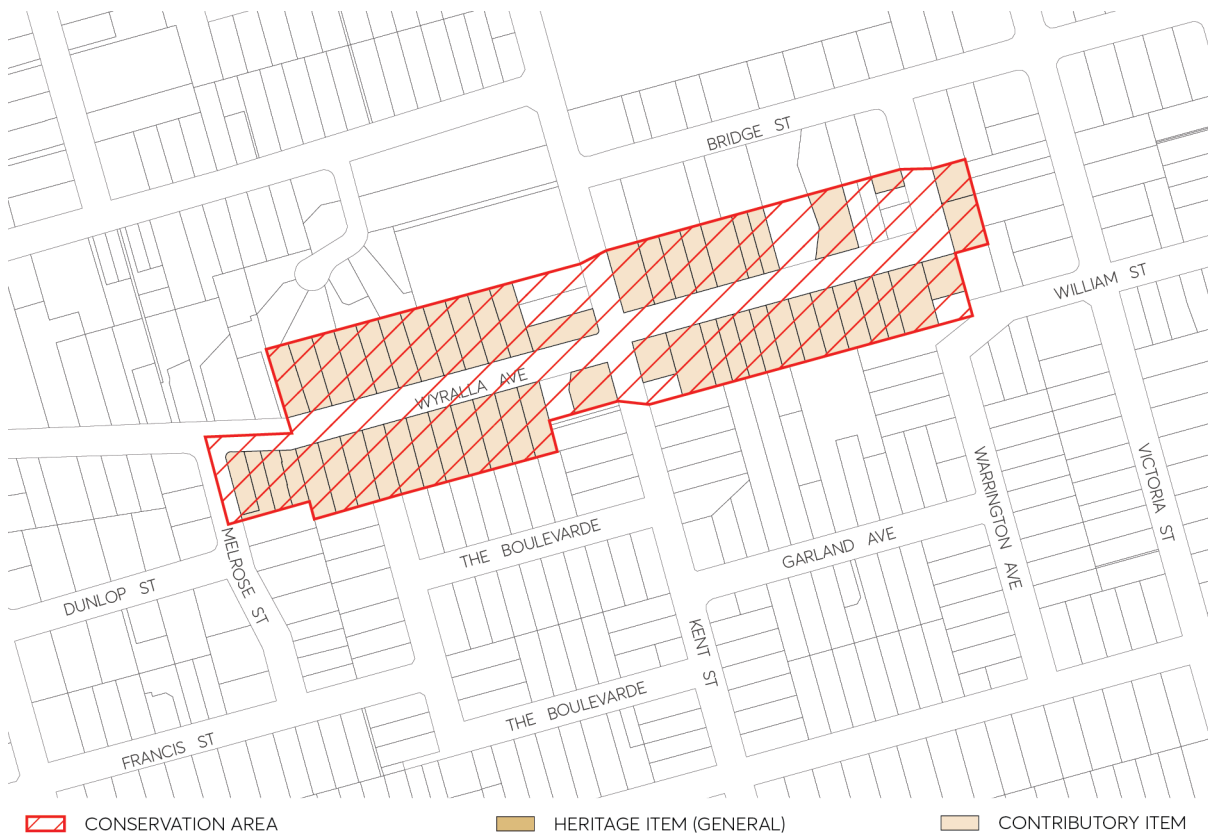 BRIDGE ST
WILLIAM ST
WYRALLA AVE
MELROSE ST
DUNLOP ST
THE BOULEVARDE
GARLAND AVE
WARRINGTON AVE
VICTORIA ST
KENT ST
THE BOULEVARDE
FRANCIS ST
CONSERVATION AREA
HERITAGE ITEM (GENERAL)
CONTRIBUTORY ITEM